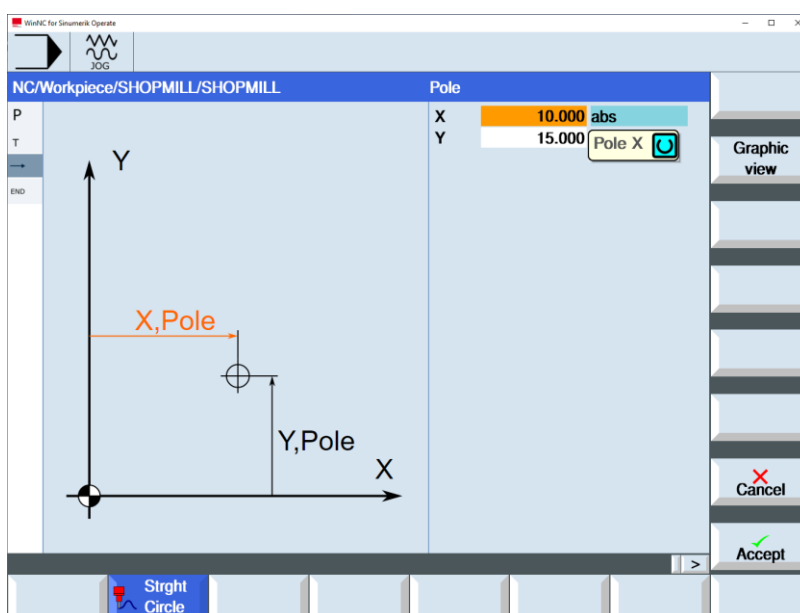 WinNC for Sinumerik Operate
JOG
NC/Workpiece/SHOPMILL/SHOPMILL
Pole
P
T
END
X 10.000 abs
Y 15.000
Pole X
Y
X,Pole
Y,Pole
X
Graphic
view
Cancel
Accept
>
Strght
Circle